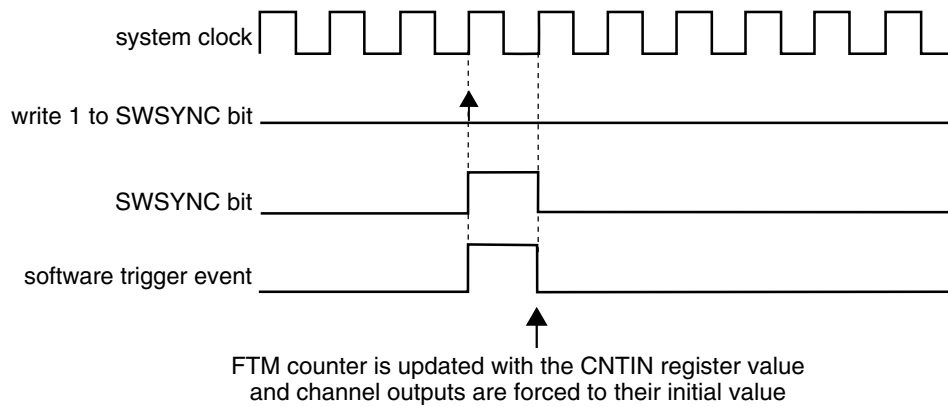 system clock
write 1 to SWSYNC bit
SWSYNC bit
software trigger event
FTM counter is updated with the CNTIN register value
and channel outputs are forced to their initial value